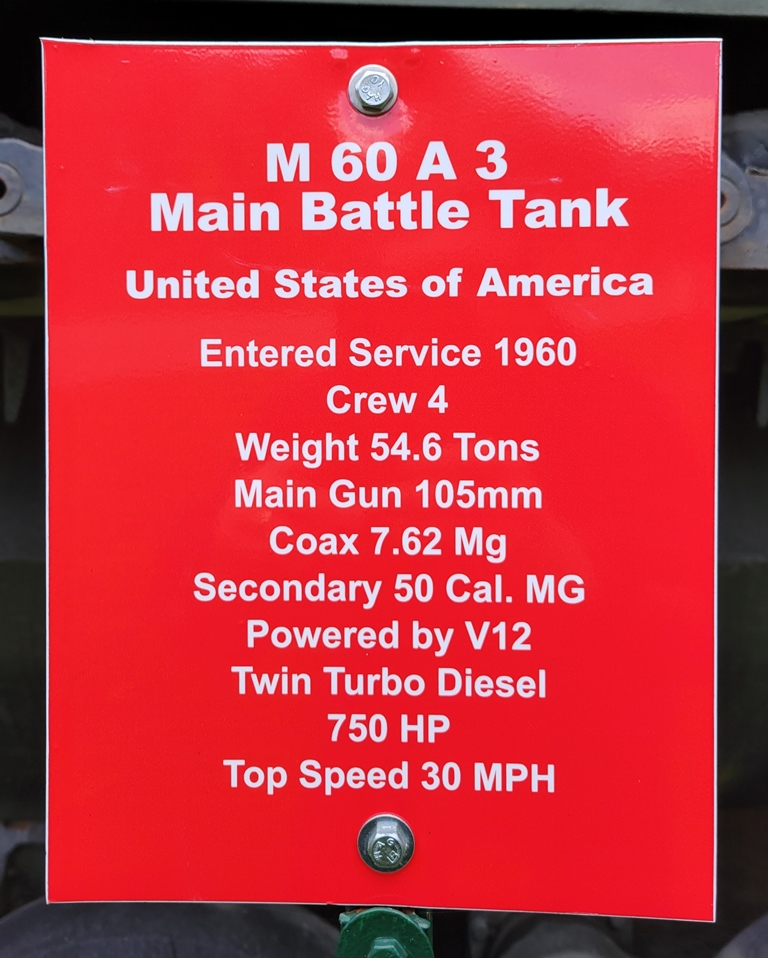 M 60 A 3
Main Battle Tank
United States of America
Entered Service 1960
Crew 4
Weight 54.6 Tons
Main Gun 105mm
Coax 7.62 Mg
Secondary 50 Cal. MG
Powered by V12
Twin Turbo Diesel
750 HP
Top Speed 30 MPH